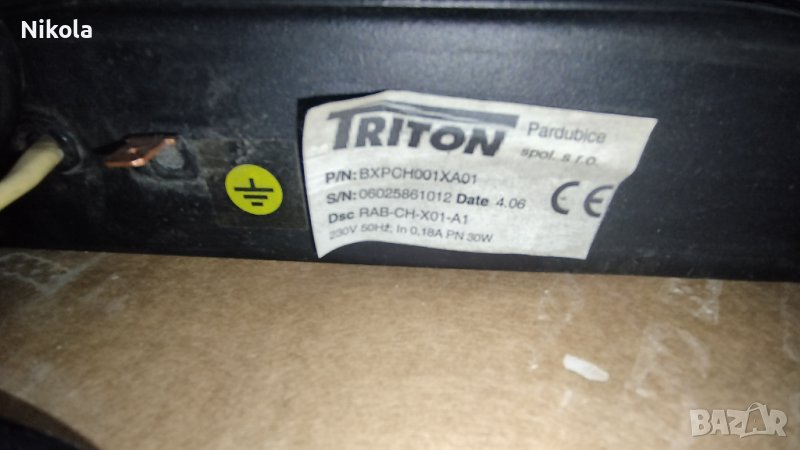 Nikola
TRITON Pardubice
spol. s r.o.
P/N: BXPCH001XA01
S/N: 06025861012 Date 4.06
CE
Dsc RAB-CH-X01-A1
230V 50Hz, In 0,18A PN 30W
BAZAR